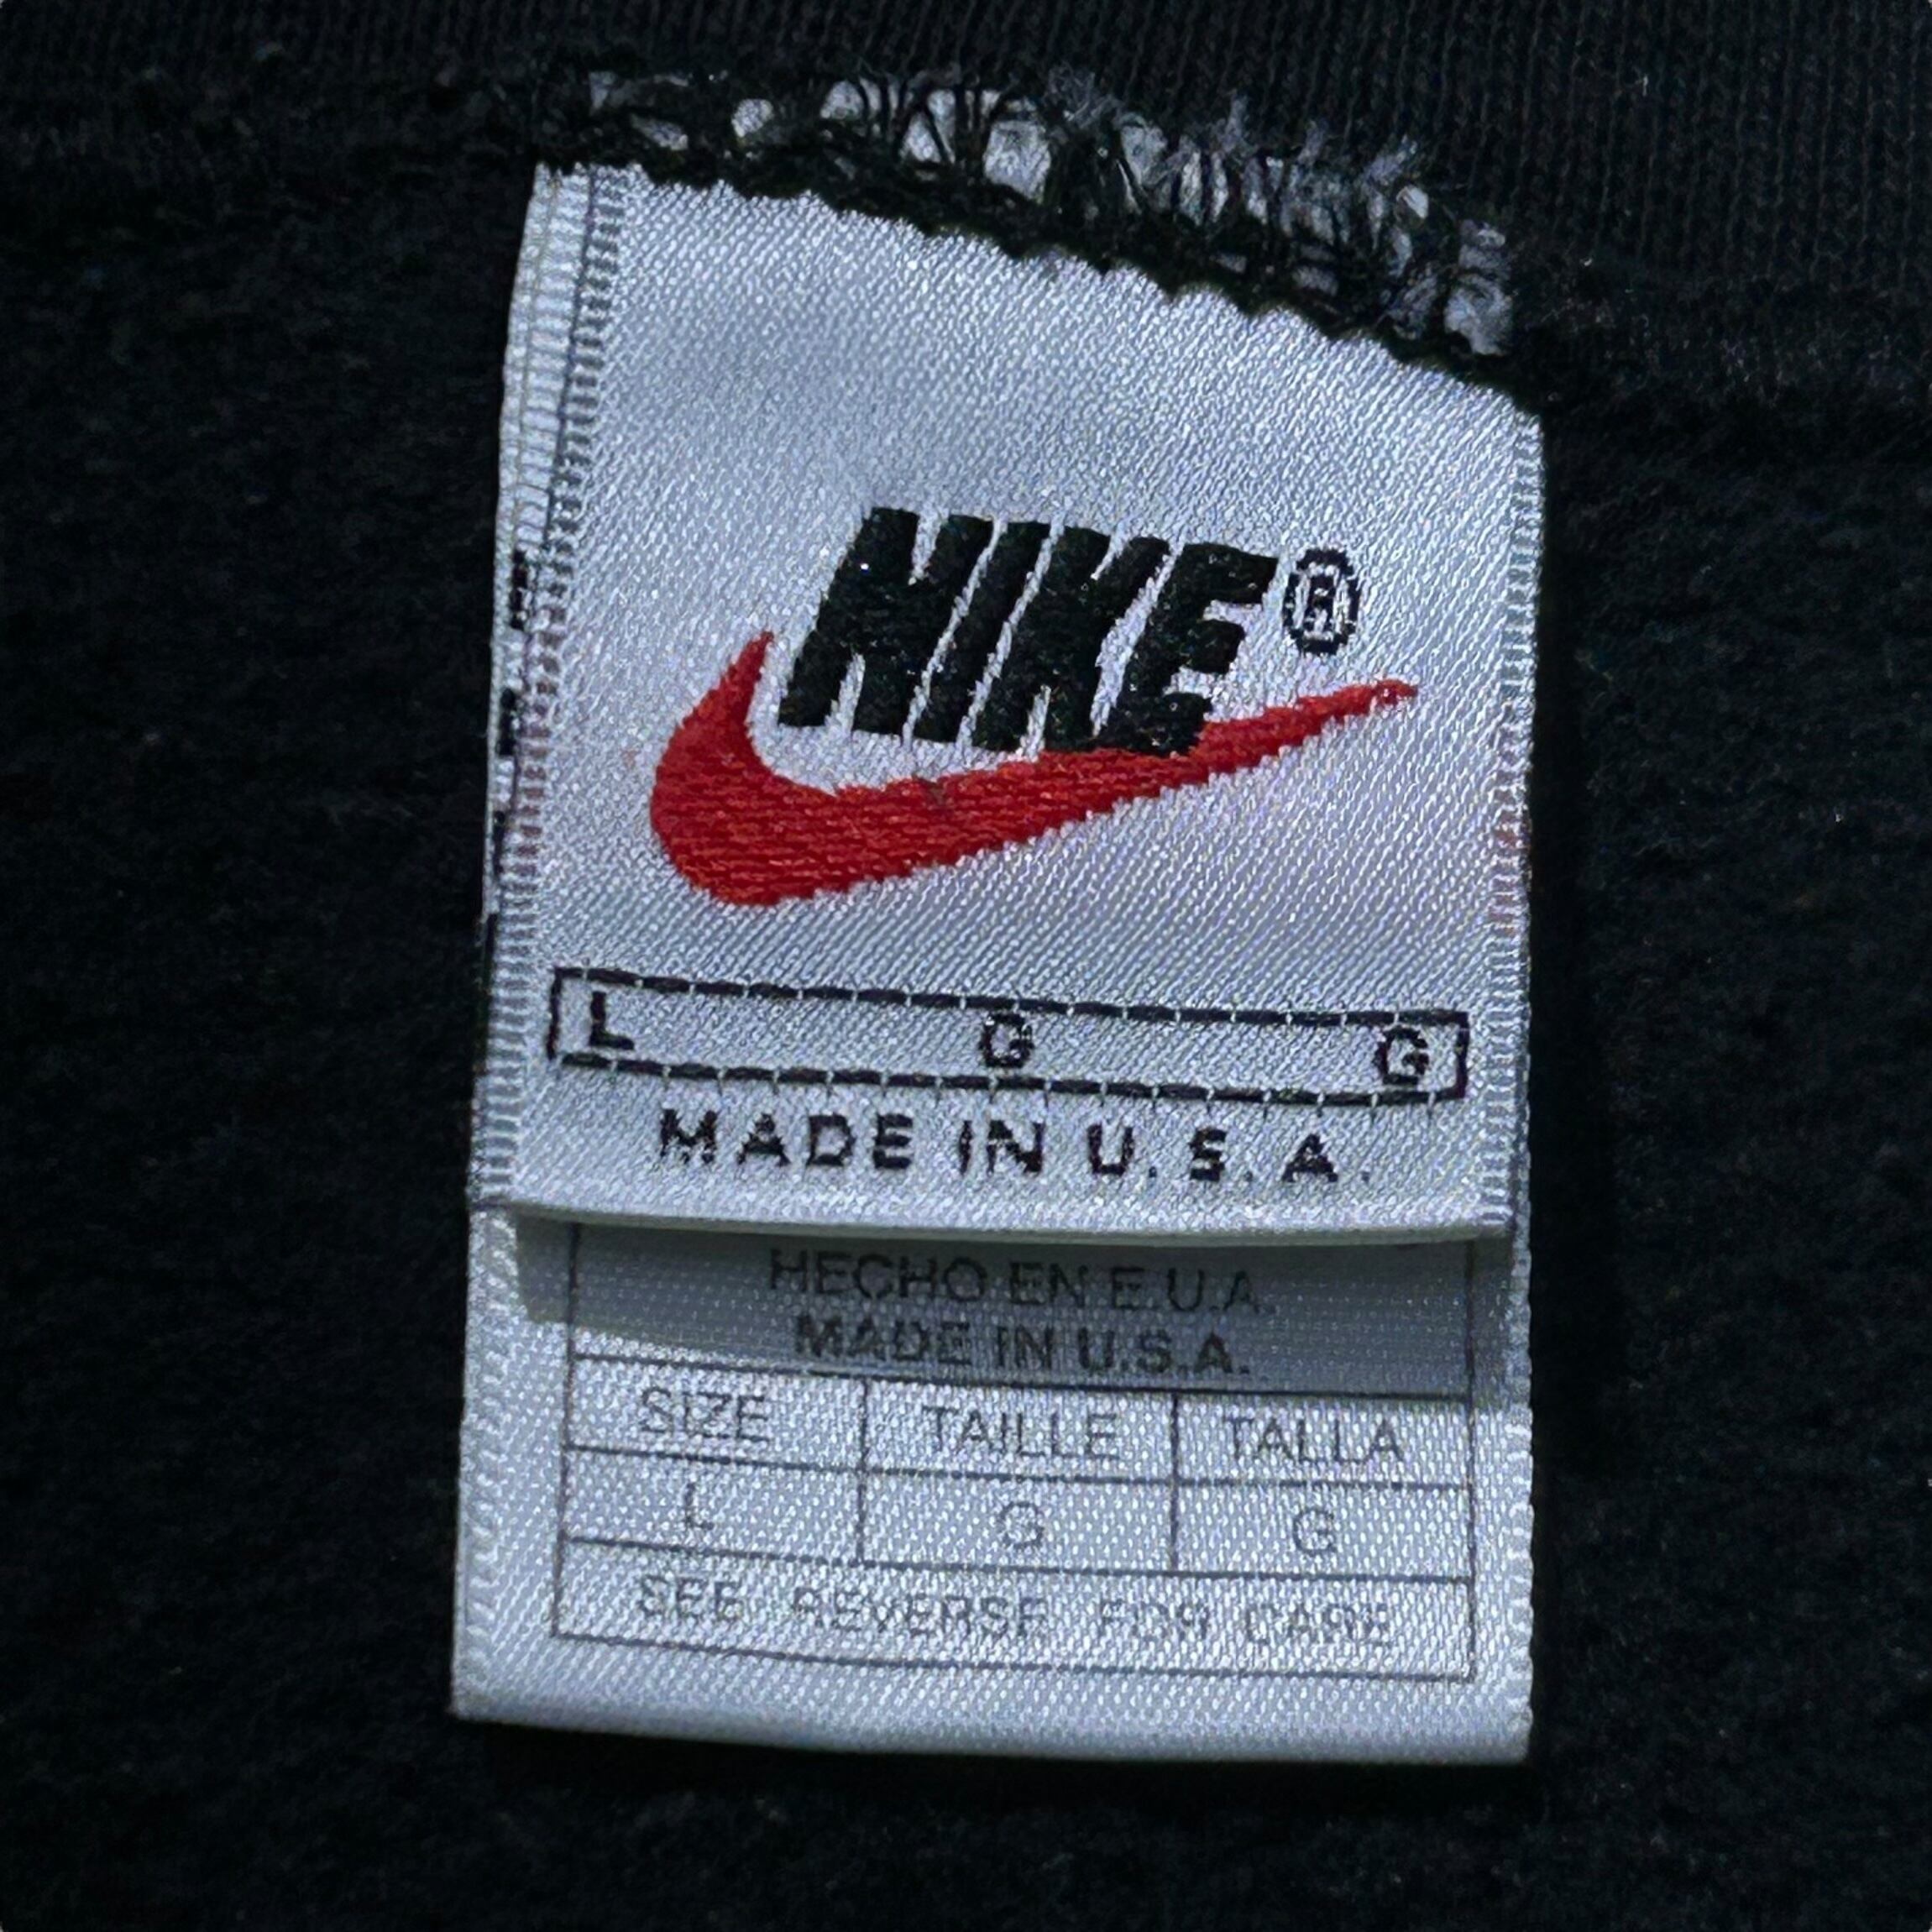 NIKE®
L G G
MADE IN U.S.A.
HECHO EN E.U.A.
MADE IN U.S.A.
SIZE TAILLE TALLA
L G G
SEE REVERSE FOR CARE